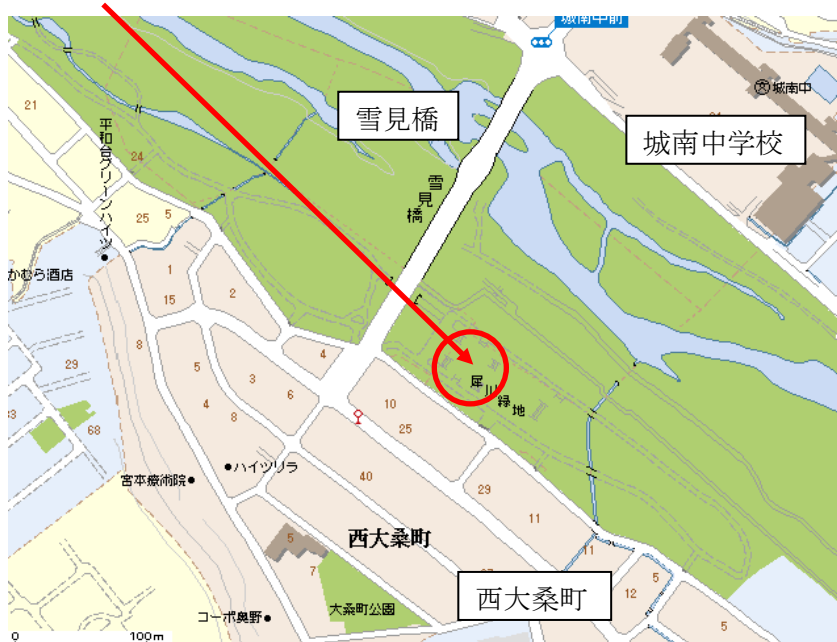 城南中前
21
雪見橋
城南中
城南中学校
平和台グリーンハイツ
24
雪見橋
25
5
かむら酒店
1
15
2
29
8
4
5
3
6
犀川緑地
10
25
4
8
68
ハイツリラ
宮本療術院
40
29
11
西大桑町
5
7
11
5
12
西大桑町
大桑町公園
コーポ奥野
5
0
100m